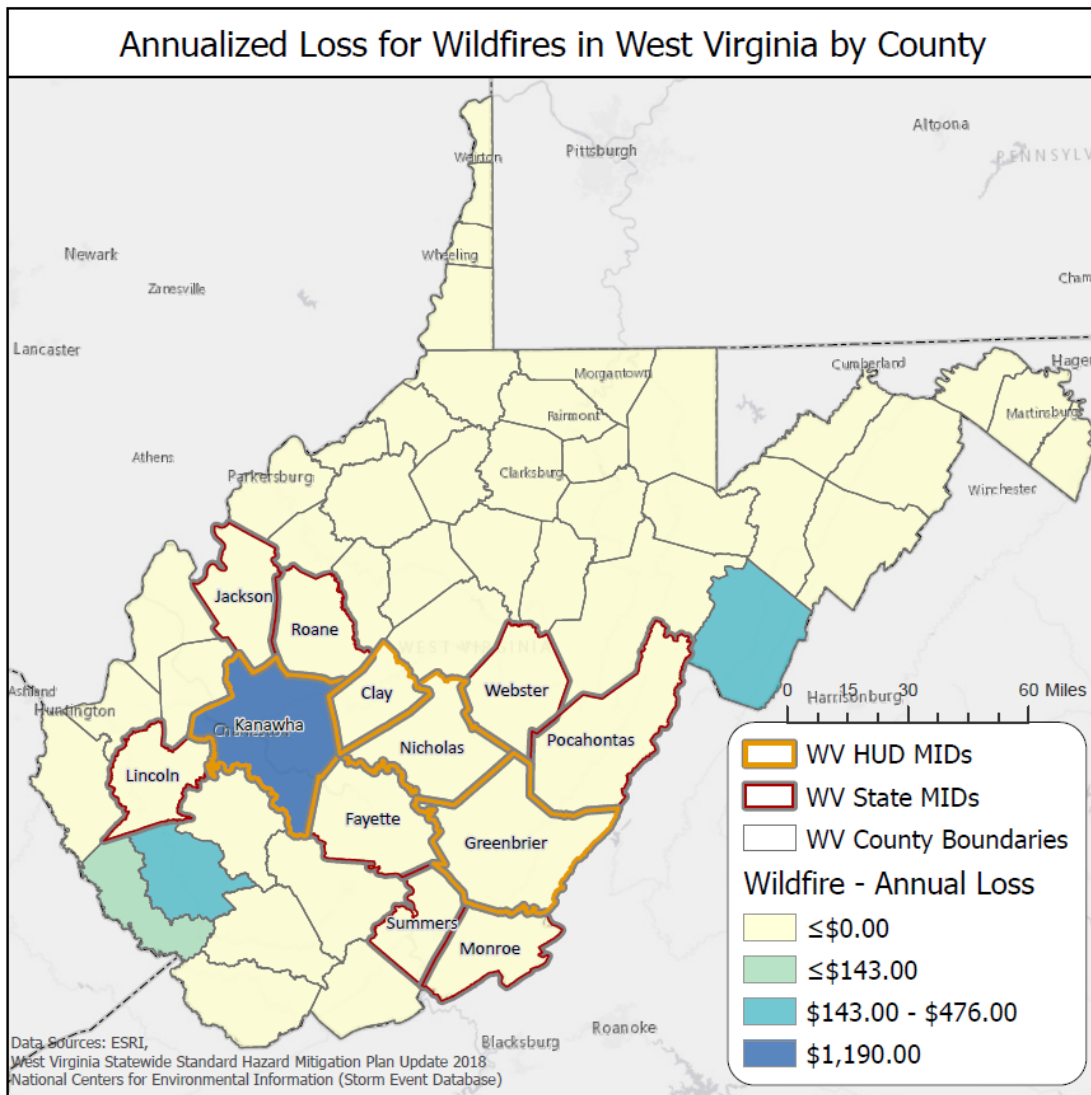 Annualized Loss for Wildfires in West Virginia by County
Altoona
Weirton
Pittsburgh
PENNSYLV
Newark
Wheeling
Zanesville
Cham
Lancaster
Cumberland
Hager
Morgantown
Fairmont
Martinsburg
Athens
Parkersburg
Clarksburg
Winchester
Jackson
Roane
WEST VIRGINIA
Ashland
Huntington
Clay
Webster
Harrisonburg
Kanawha
Charleston
Nicholas
Pocahontas
Lincoln
Fayette
Greenbrier
Summers
Monroe
Roanoke
Blacksburg
0 15 30 60 Miles
WV HUD MIDs
WV State MIDs
WV County Boundaries
Wildfire - Annual Loss
≤$0.00
≤$143.00
$143.00 - $476.00
$1,190.00
Data Sources: ESRI,
West Virginia Statewide Standard Hazard Mitigation Plan Update 2018
National Centers for Environmental Information (Storm Event Database)